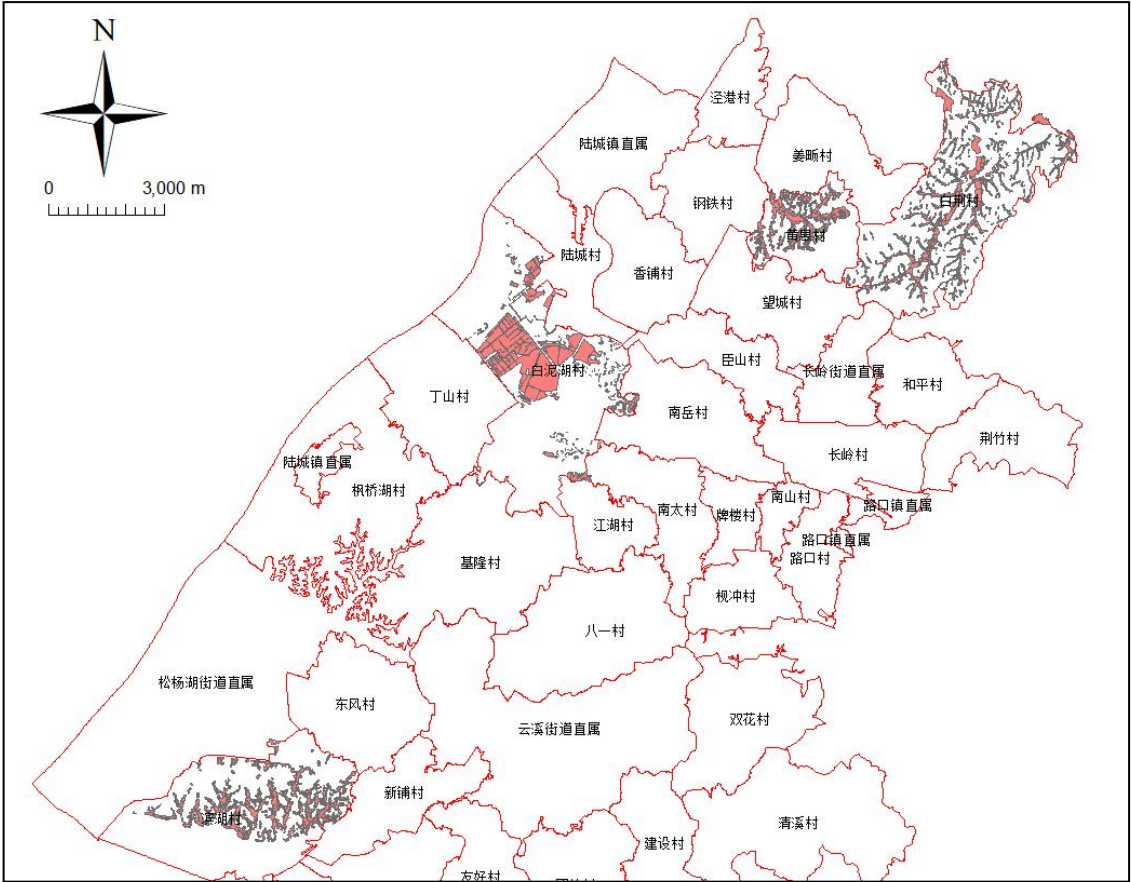 N
0 3,000 m
泾港村
陆城镇直属
姜畈村
钢铁村
白荆村
黄皋村
陆城村
香铺村
望城村
臣山村
白泥湖村
长岭街道直属
和平村
丁山村
南岳村
荆竹村
长岭村
陆城镇直属
枫桥湖村
南山村
路口镇直属
南太村
牌楼村
江湖村
路口镇直属
路口村
基隆村
枧冲村
八一村
松杨湖街道直属
东风村
双花村
云溪街道直属
新铺村
清溪村
建设村
友好村